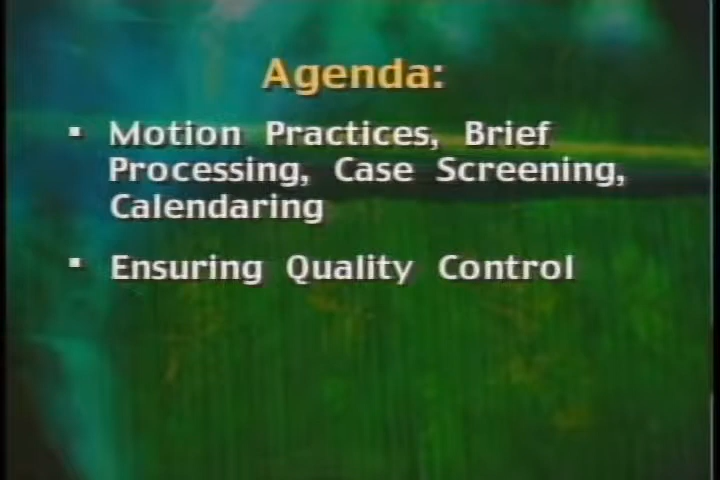 Agenda:
▪ Motion Practices, Brief
Processing, Case Screening,
Calendaring
▪ Ensuring Quality Control